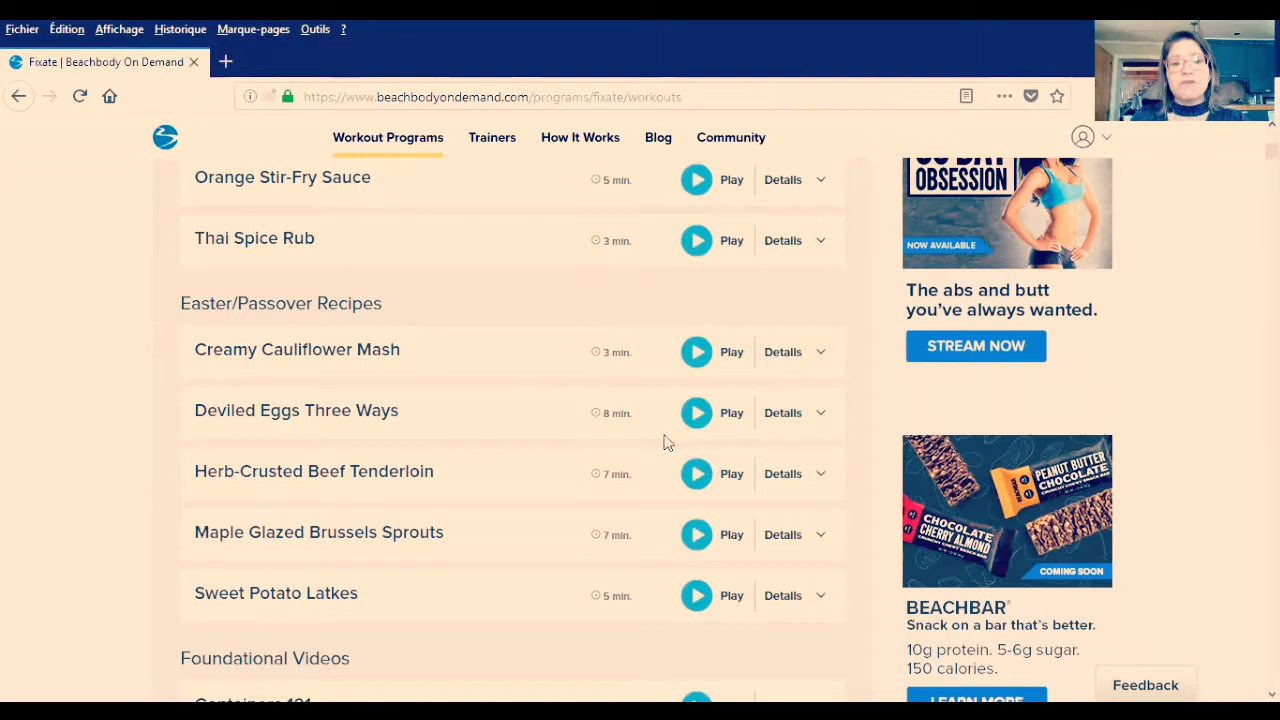 Fichier Édition Affichage Historique Marque-pages Outils ?
Fixate | Beachbody On Demand
https://www.beachbodyondemand.com/programs/fixate/workouts
Workout Programs Trainers How It Works Blog Community
Orange Stir-Fry Sauce 5 min. Play Details
Thai Spice Rub 3 min. Play Details
Easter/Passover Recipes
Creamy Cauliflower Mash 3 min. Play Details
Deviled Eggs Three Ways 8 min. Play Details
Herb-Crusted Beef Tenderloin 7 min. Play Details
Maple Glazed Brussels Sprouts 7 min. Play Details
Sweet Potato Latkes 5 min. Play Details
Foundational Videos
Containers 101
DAY
OBSESSION
NOW AVAILABLE
The abs and butt
you've always wanted.
STREAM NOW
PEANUT BUTTER
CHOCOLATE
CHOCOLATE
CHERRY ALMOND
COMING SOON
BEACHBAR®
Snack on a bar that's better.
10g protein. 5-6g sugar.
150 calories.
LEARN MORE
Feedback